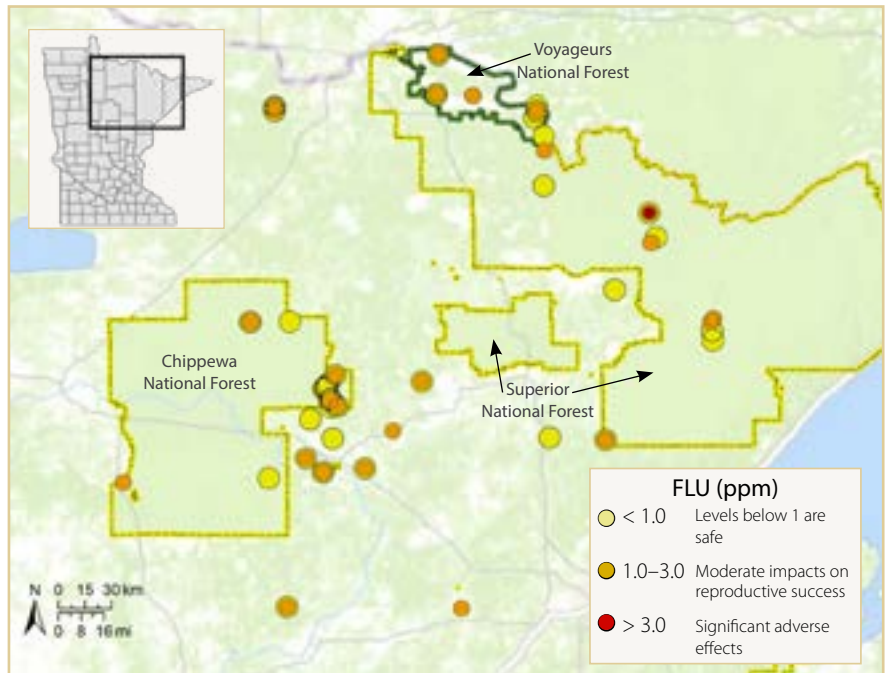 Voyageurs
National Forest
Chippewa
National Forest
Superior
National Forest
FLU (ppm)
< 1.0 Levels below 1 are
safe
1.0–3.0 Moderate impacts on
reproductive success
> 3.0 Significant adverse
effects
N 0 15 30 km
0 8 16 mi